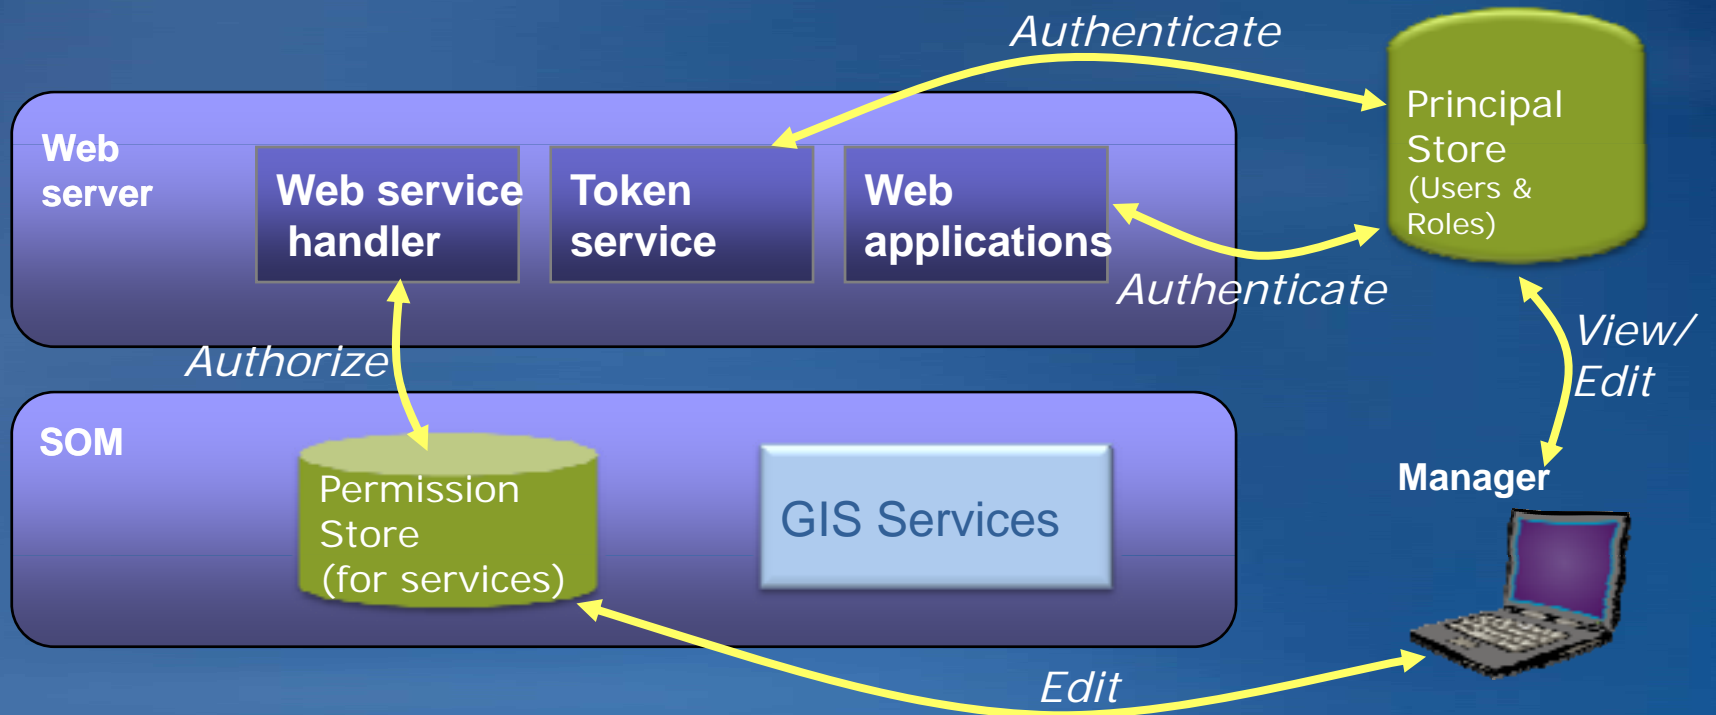 Authenticate
Principal
Store
(Users &
Roles)
Web
server
Web service
handler
Token
service
Web
applications
Authenticate
View/
Edit
Authorize
SOM
Permission
Store
(for services)
GIS Services
Manager
Edit